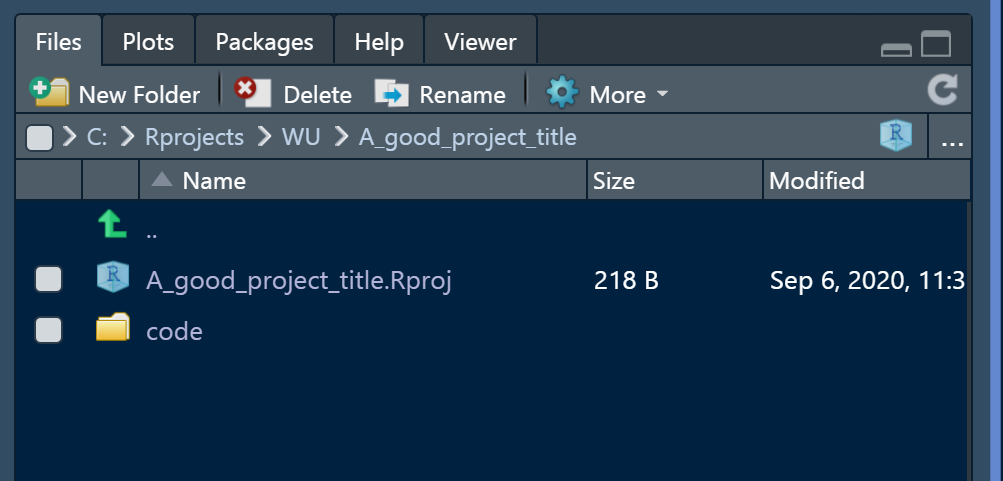 Files Plots Packages Help Viewer
New Folder Delete Rename More
C: Rprojects WU A_good_project_title ...
Name Size Modified
..
A_good_project_title.Rproj 218 B Sep 6, 2020, 11:3
code